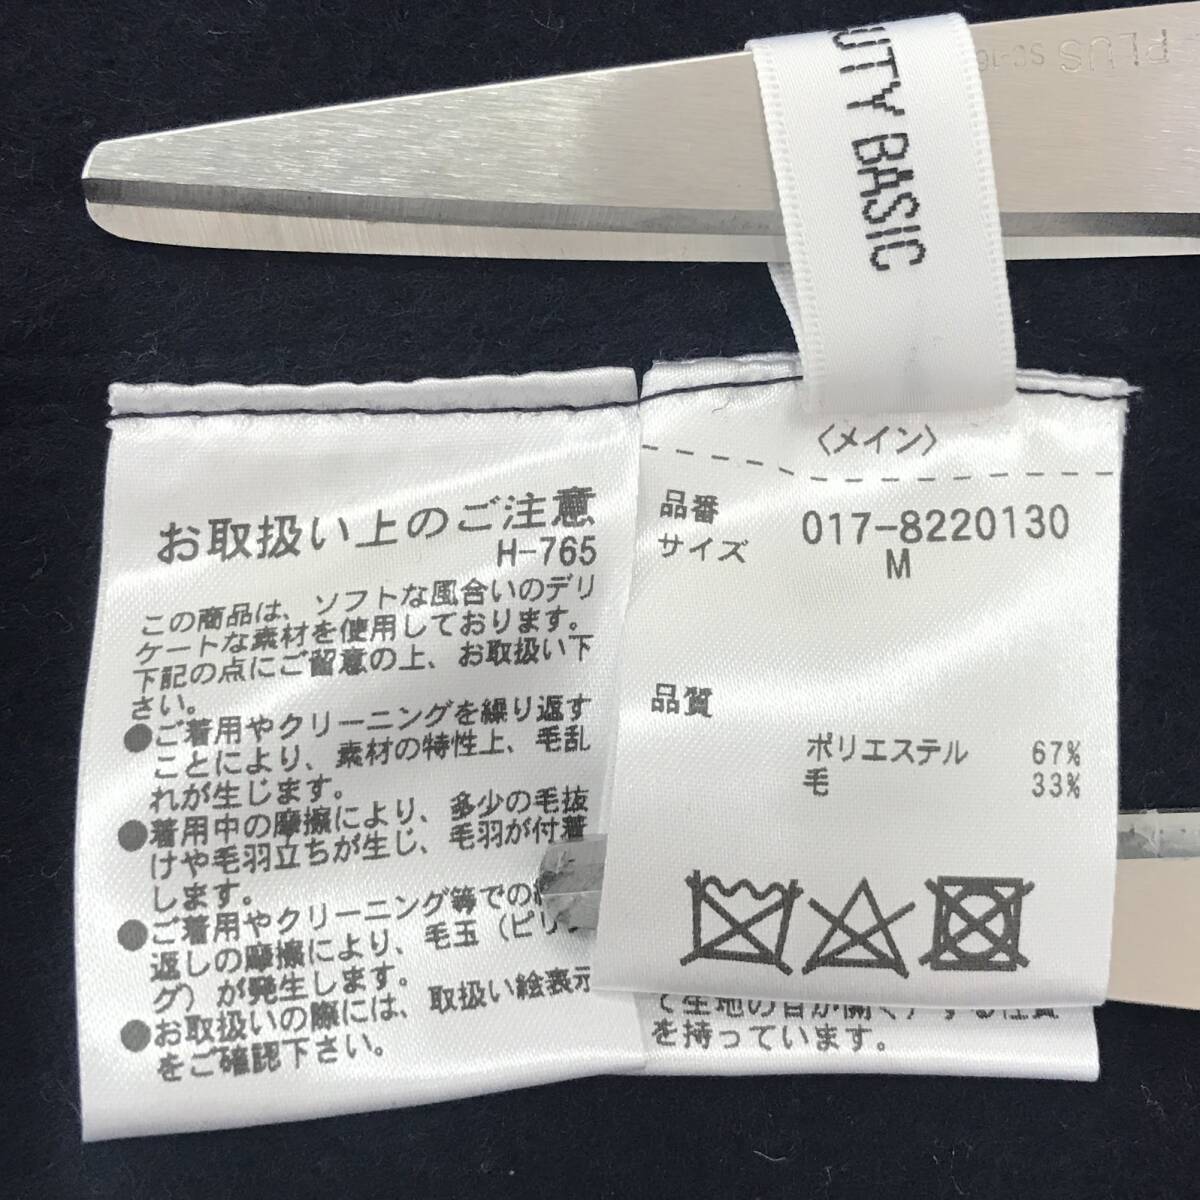 PLUS SC-16
UTY BASIC
お取扱い上のご注意
H-765
この商品は、ソフトな風合いのデリ
ケートな素材を使用しております。
下記の点にご留意の上、お取扱い下
さい。
●ご着用やクリーニングを繰り返す
ことにより、素材の特性上、毛乱
れが生じます。
●着用中の摩擦により、多少の毛抜
けや毛羽立ちが生じ、毛羽が付着
します。
●ご着用やクリーニング等での
返しの摩擦により、毛玉（ピリン
グ）が発生します。
●お取扱いの際には、取扱い絵表示
をご確認下さい。
〈メイン〉
品番 017-8220130
サイズ M
品質
ポリエステル 67%
毛 33%
を持っています。